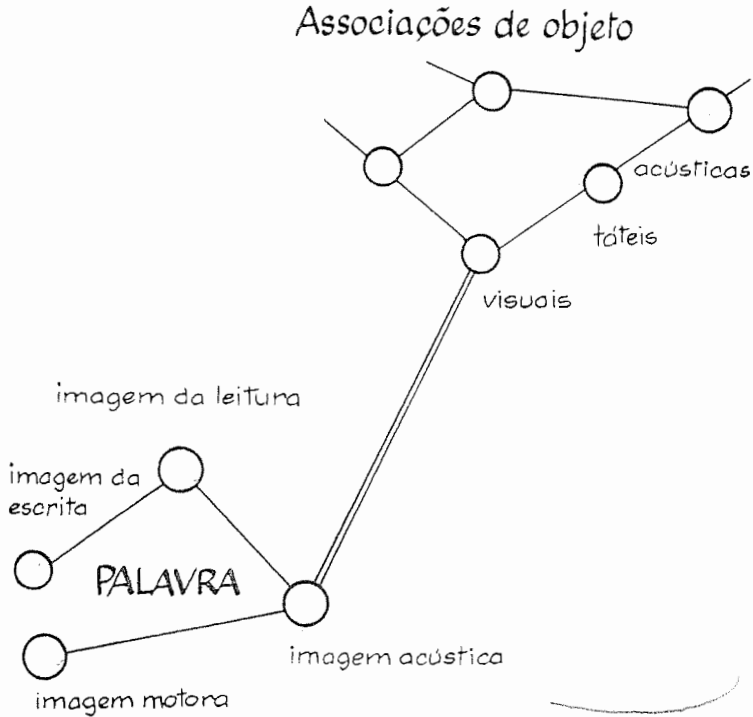 Associações de objeto
acústicas
táteis
visuais
imagem da leitura
imagem da
escrita
PALAVRA
imagem acústica
imagem motora